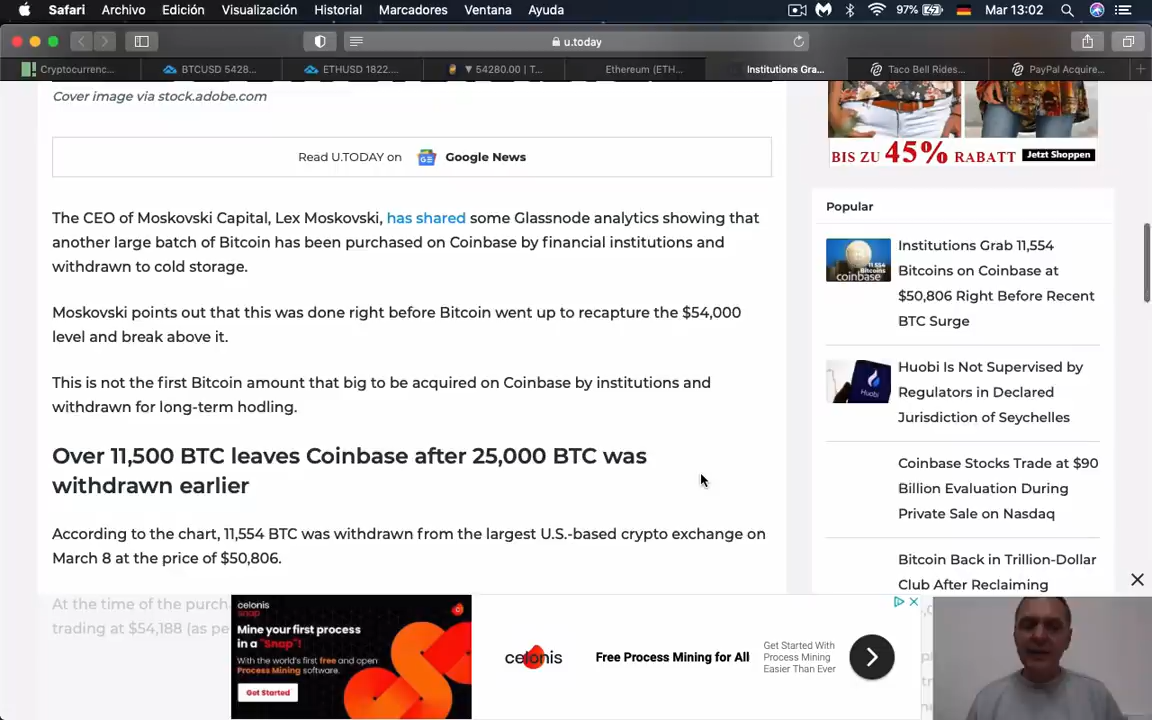 Safari Archivo Edición Visualización Historial Marcadores Ventana Ayuda 97% Mar 13:02
u.today
Cryptocurrenc... BTCUSD 5428... ETHUSD 1822.... ▼ 54280.00 | T... Ethereum (ETH... Institutions Gra... Taco Bell Rides... PayPal Acquire...
Cover image via stock.adobe.com
Read U.TODAY on Google News
The CEO of Moskovski Capital, Lex Moskovski, has shared some Glassnode analytics showing that
another large batch of Bitcoin has been purchased on Coinbase by financial institutions and
withdrawn to cold storage.
Moskovski points out that this was done right before Bitcoin went up to recapture the $54,000
level and break above it.
This is not the first Bitcoin amount that big to be acquired on Coinbase by institutions and
withdrawn for long-term hodling.
Over 11,500 BTC leaves Coinbase after 25,000 BTC was
withdrawn earlier
According to the chart, 11,554 BTC was withdrawn from the largest U.S.-based crypto exchange on
March 8 at the price of $50,806.
At the time of the purch
trading at $54,188 (as pe
BIS ZU 45% RABATT Jetzt Shoppen
Popular
11 554
Bitcoins
coinbase
Institutions Grab 11,554
Bitcoins on Coinbase at
$50,806 Right Before Recent
BTC Surge
Huobi
Huobi Is Not Supervised by
Regulators in Declared
Jurisdiction of Seychelles
Coinbase Stocks Trade at $90
Billion Evaluation During
Private Sale on Nasdaq
Bitcoin Back in Trillion-Dollar
Club After Reclaiming
celonis
snap
Mine your first process
in a "Snap"!
With the world's first free and open
Process Mining software.
Get Started
celonis
Free Process Mining for All
Get Started With
Process Mining
Easier Than Ever